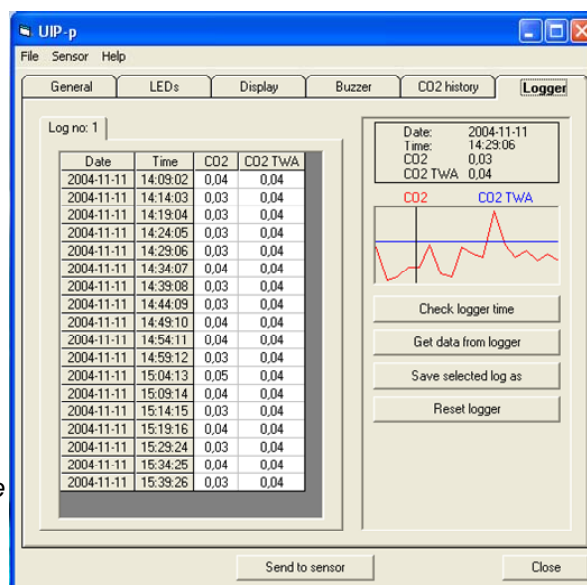 UIP-p
File Sensor Help
General LEDs Display Buzzer CO2 history Logger
Log no: 1
Date Time CO2 CO2 TWA
2004-11-11 14:09:02 0,04 0,04
2004-11-11 14:14:03 0,03 0,04
2004-11-11 14:19:04 0,03 0,04
2004-11-11 14:24:05 0,03 0,04
2004-11-11 14:29:06 0,03 0,04
2004-11-11 14:34:07 0,04 0,04
2004-11-11 14:39:08 0,03 0,04
2004-11-11 14:44:09 0,03 0,04
2004-11-11 14:49:10 0,04 0,04
2004-11-11 14:54:11 0,04 0,04
2004-11-11 14:59:12 0,03 0,04
2004-11-11 15:04:13 0,05 0,04
2004-11-11 15:09:14 0,04 0,04
2004-11-11 15:14:15 0,03 0,04
2004-11-11 15:19:16 0,04 0,04
2004-11-11 15:29:24 0,03 0,04
2004-11-11 15:34:25 0,04 0,04
2004-11-11 15:39:26 0,03 0,04
Date: 2004-11-11
Time: 14:29:06
CO2 0,03
CO2 TWA 0,04
CO2 CO2 TWA
Check logger time
Get data from logger
Save selected log as
Reset logger
Send to sensor Close